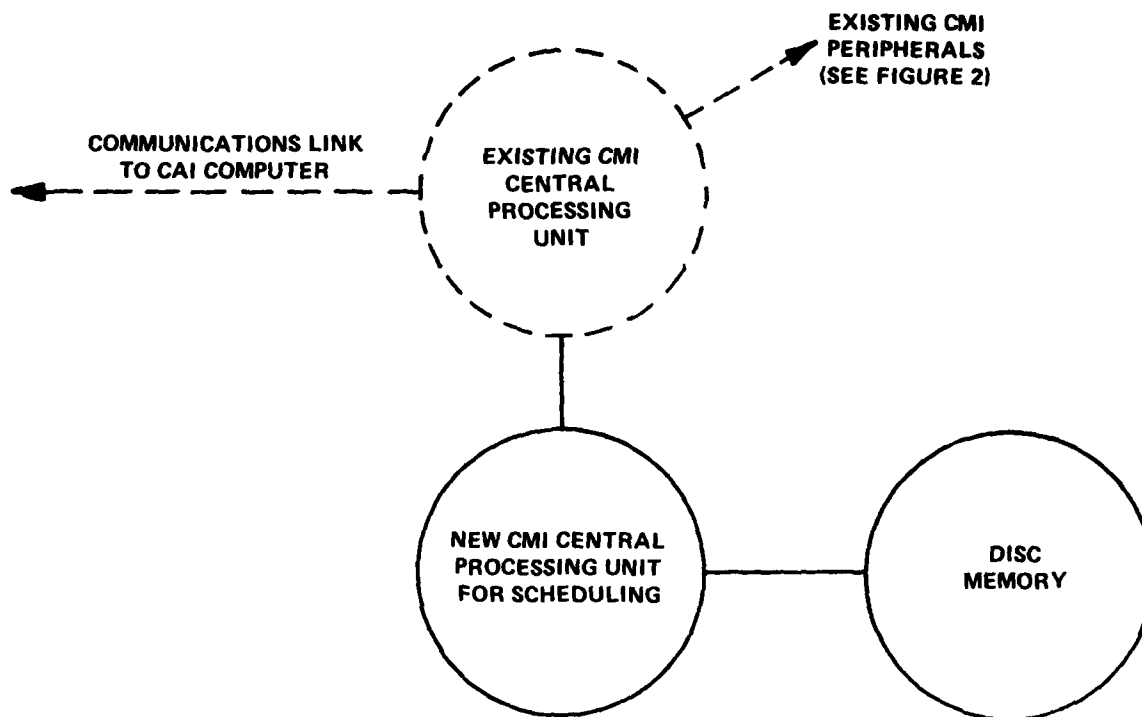 EXISTING CMI
PERIPHERALS
(SEE FIGURE 2)
COMMUNICATIONS LINK
TO CAI COMPUTER
EXISTING CMI
CENTRAL
PROCESSING
UNIT
NEW CMI CENTRAL
PROCESSING UNIT
FOR SCHEDULING
DISC
MEMORY